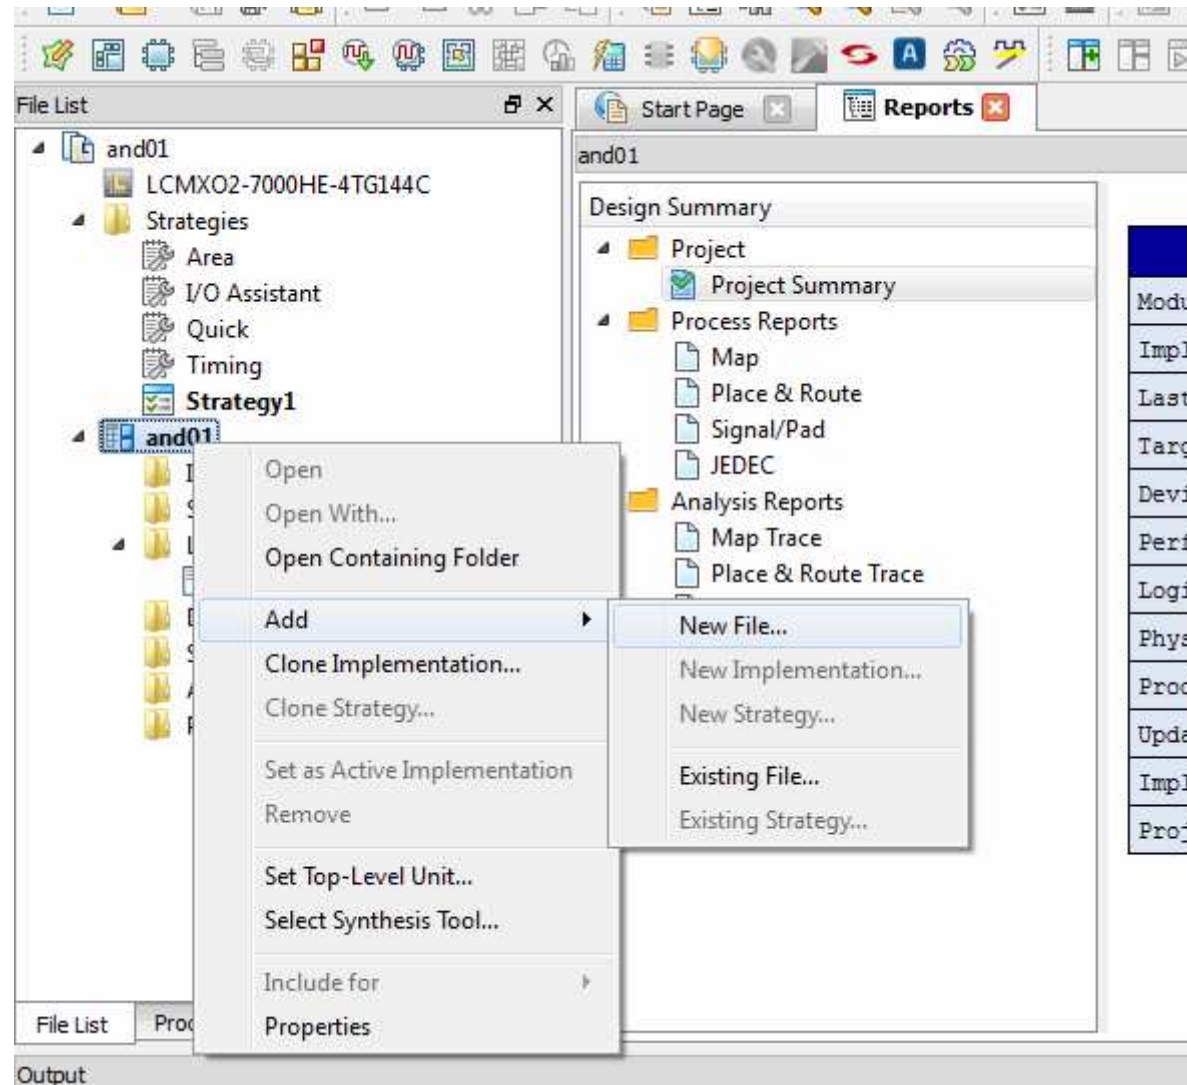 File List
Start Page
Reports
and01
LCMXO2-7000HE-4TG144C
Strategies
Area
I/O Assistant
Quick
Timing
Strategy1
and01
Open
Open With...
Open Containing Folder
Add
Clone Implementation...
Clone Strategy...
Set as Active Implementation
Remove
Set Top-Level Unit...
Select Synthesis Tool...
Include for
Properties
New File...
New Implementation...
New Strategy...
Existing File...
Existing Strategy...
and01
Design Summary
Project
Project Summary
Process Reports
Map
Place & Route
Signal/Pad
JEDEC
Analysis Reports
Map Trace
Place & Route Trace
File List
Output